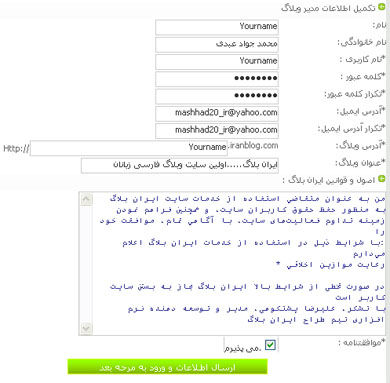 تکمیل اطلاعات مدیر وبلاگ
نام: Yourname
نام خانوادگی: محمد جواد عبدی
*نام کاربری : Yourname
*کلمه عبور: ●●●●●●●●
*تکرار کلمه عبور: ●●●●●●●●
*آدرس ایمیل: mashhad20_ir@yahoo.com
*تکرار آدرس ایمیل: mashhad20_ir@yahoo.com
*آدرس وبلاگ: Http:// Yourname .iranblog.com
*عنوان وبلاگ: ایران بلاگ.....اولین سایت وبلاگ فارسی زبانان
اصول و قوانین ایران بلاگ :
من به عنوان متقاضی استفاده از خدمات سایت ایران بلاگ
به منظور حفظ حقوق کاربران سایت، و همچنین فراهم نمودن
زمینه تداوم فعالیت‌های سایت، با آگاهی تمام، موافقت خود
را
با شرایط ذیل در استفاده از خدمات ایران بلاگ اعلام:
میدارم
رعایت موازین اخلاقی *
در صورت تخطی از شرایط بالا ایران بلاگ مجاز به بستن سایت
کاربر است
با تشکر، علیرضا پشتکوهی، مدیر و توسعه دهنده نرم
افزاری تیم طراح ایران بلاگ
*موافقتنامه : می پذیرم.
ارسال اطلاعات و ورود به مرحه بعد